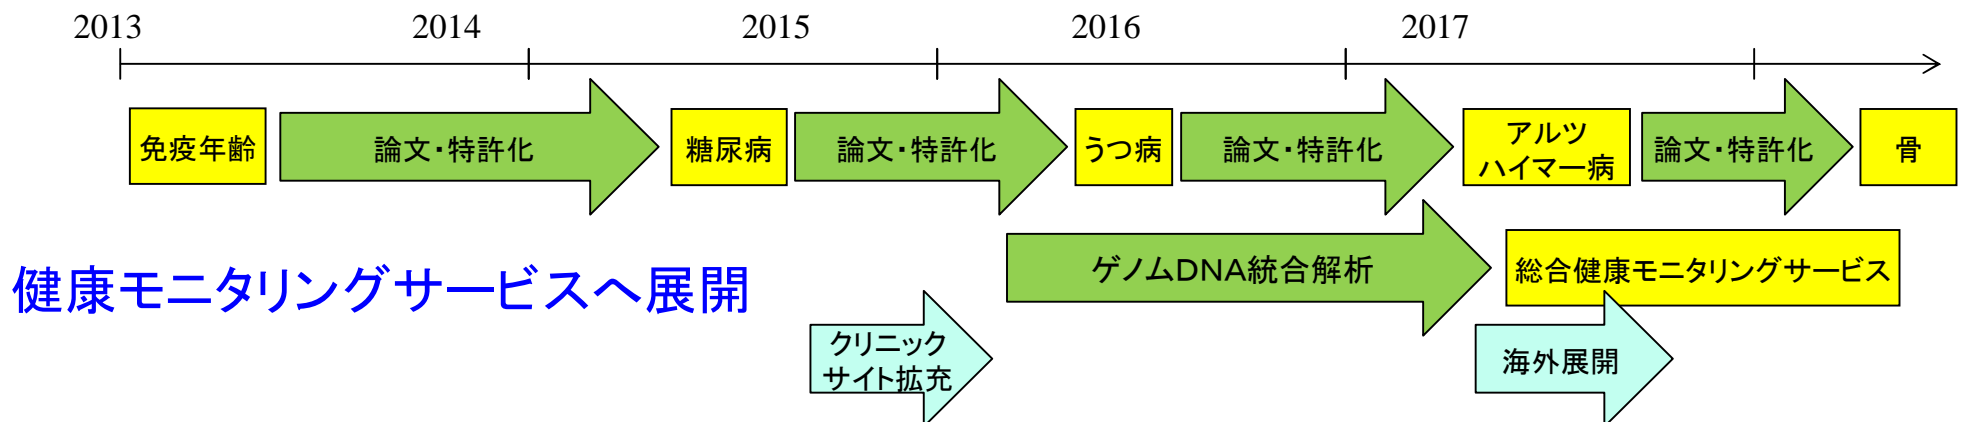 2013 2014 2015 2016 2017
免疫年齢 論文・特許化 糖尿病 論文・特許化 うつ病 論文・特許化 アルツ
ハイマー病 論文・特許化 骨
ゲノムDNA統合解析 総合健康モニタリングサービス
健康モニタリングサービスへ展開
クリニック
サイト拡充
海外展開